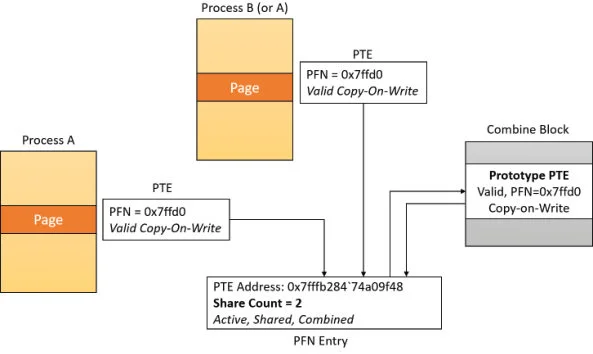 Process B (or A)
Page
PTE
PFN = 0x7ffd0
Valid Copy-On-Write
Process A
Page
PTE
PFN = 0x7ffd0
Valid Copy-On-Write
Combine Block
Prototype PTE
Valid, PFN=0x7ffd0
Copy-on-Write
PTE Address: 0x7fffb284`74a09f48
Share Count = 2
Active, Shared, Combined
PFN Entry